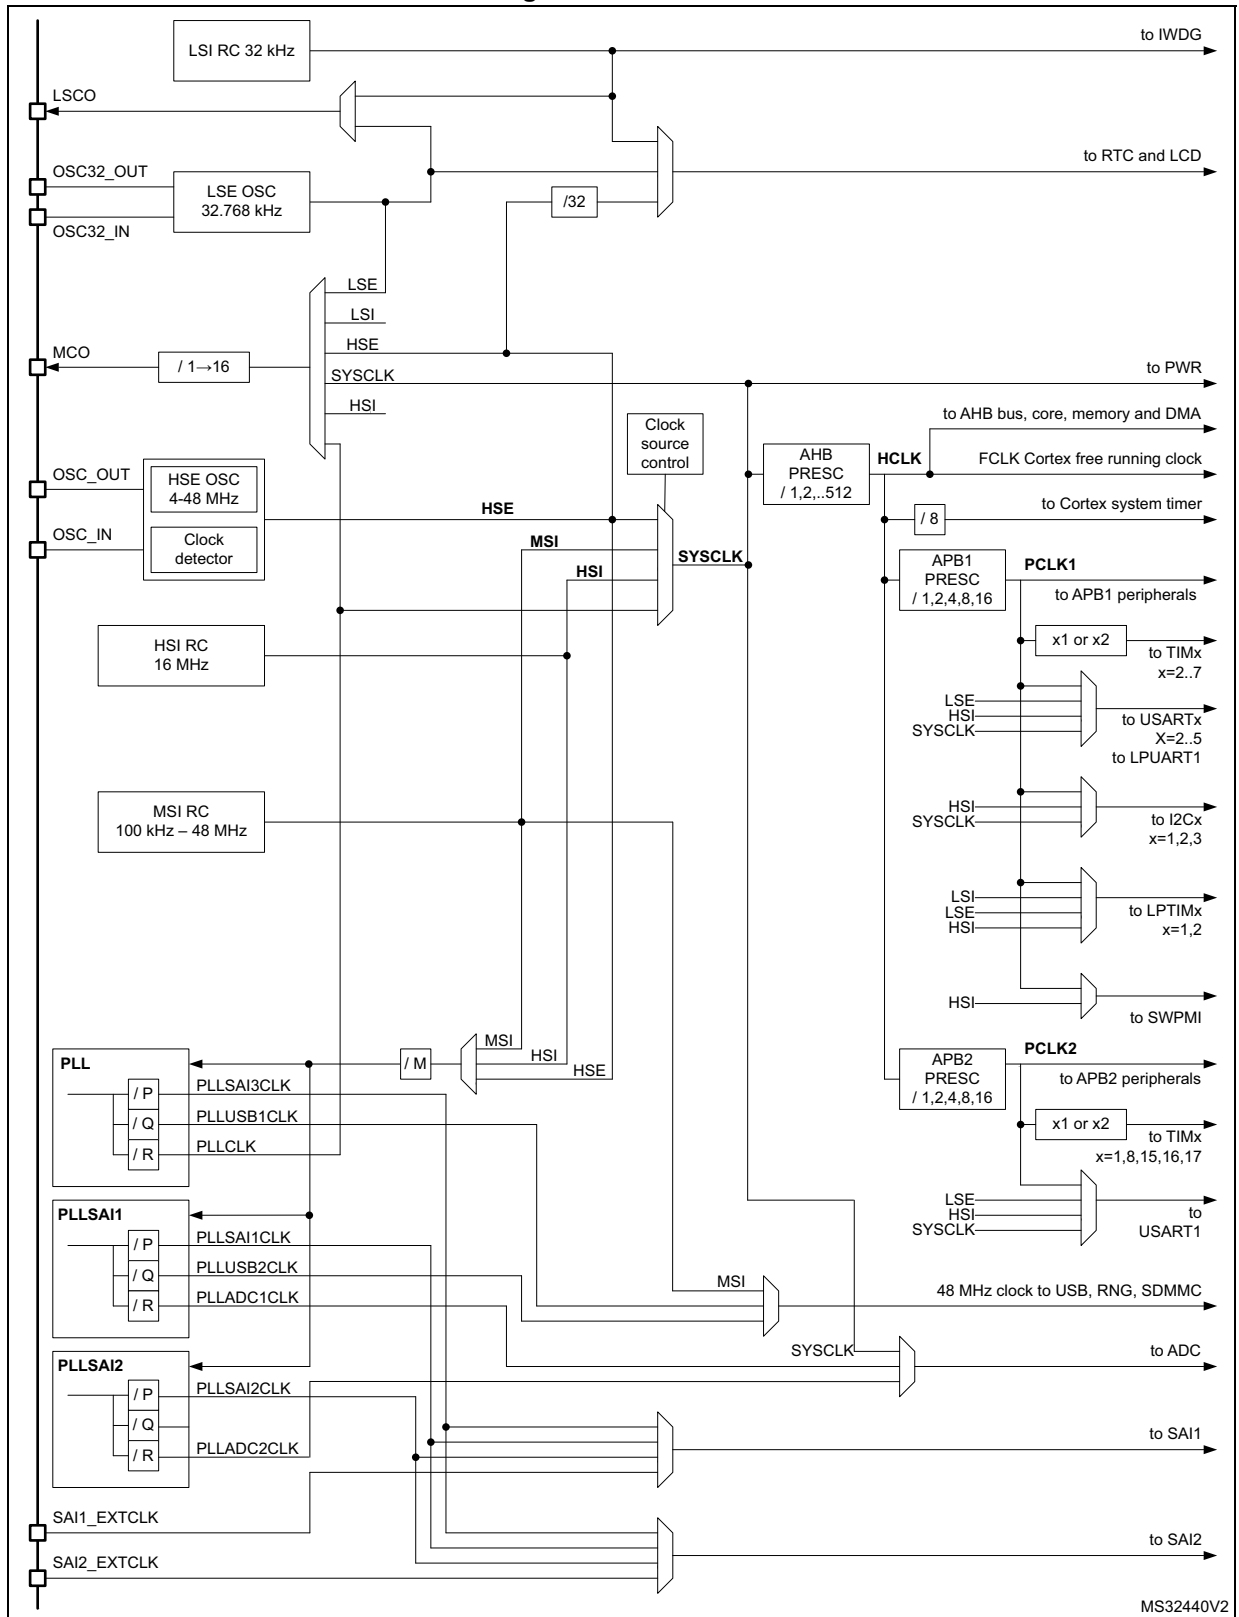 LSI RC 32 kHz
to IWDG
LSCO
to RTC and LCD
OSC32_OUT
LSE OSC
32.768 kHz
/32
OSC32_IN
LSE
LSI
HSE
MCO
/ 1→16
SYSCLK
to PWR
HSI
to AHB bus, core, memory and DMA
Clock
source
control
AHB
PRESC
/ 1,2,..512
HCLK
FCLK Cortex free running clock
OSC_OUT
HSE OSC
4-48 MHz
HSE
/ 8
to Cortex system timer
OSC_IN
Clock
detector
MSI
HSI
SYSCLK
APB1
PRESC
/ 1,2,4,8,16
PCLK1
to APB1 peripherals
HSI RC
16 MHz
x1 or x2
to TIMx
x=2..7
LSE
HSI
SYSCLK
to USARTx
X=2..5
to LPUART1
MSI RC
100 kHz – 48 MHz
HSI
SYSCLK
to I2Cx
x=1,2,3
LSI
LSE
HSI
to LPTIMx
x=1,2
HSI
to SWPMI
MSI
HSI
HSE
/ M
PLL
/ P
PLLSAI3CLK
/ Q
PLLUSB1CLK
/ R
PLLCLK
APB2
PRESC
/ 1,2,4,8,16
PCLK2
to APB2 peripherals
x1 or x2
to TIMx
x=1,8,15,16,17
LSE
HSI
SYSCLK
to
USART1
PLLSAI1
/ P
PLLSAI1CLK
/ Q
PLLUSB2CLK
/ R
PLLADC1CLK
MSI
48 MHz clock to USB, RNG, SDMMC
SYSCLK
to ADC
PLLSAI2
/ P
PLLSAI2CLK
/ Q
/ R
PLLADC2CLK
to SAI1
SAI1_EXTCLK
to SAI2
SAI2_EXTCLK
MS32440V2